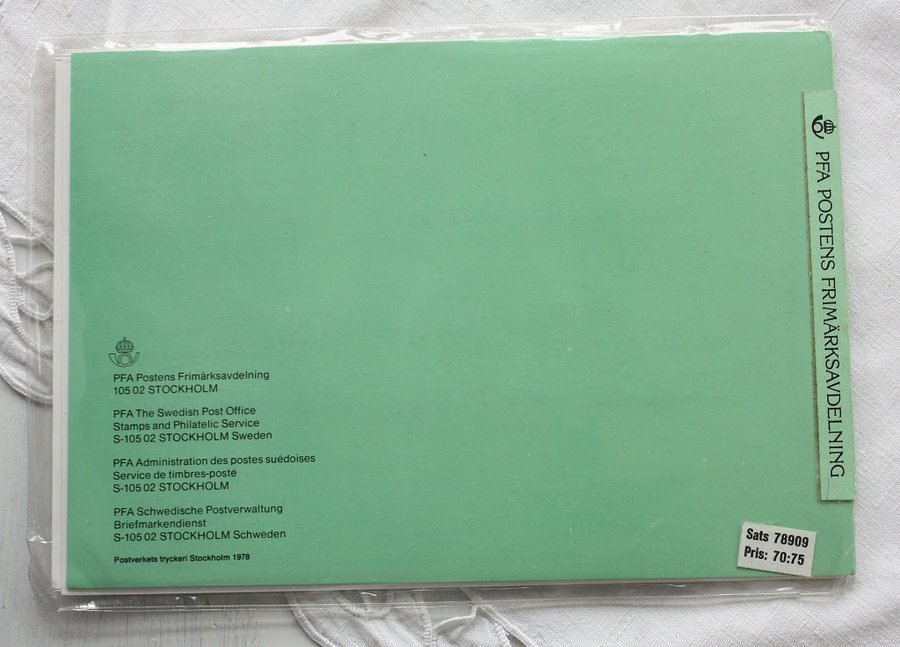 PFA POSTENS FRIMÄRKSAVDELNING
PFA Postens Frimärksavdelning
105 02 STOCKHOLM
PFA The Swedish Post Office
Stamps and Philatelic Service
S-105 02 STOCKHOLM Sweden
PFA Administration des postes suédoises
Service de timbres-poste
S-105 02 STOCKHOLM
PFA Schwedische Postverwaltung
Briefmarkendienst
S-105 02 STOCKHOLM Schweden
Postverkets tryckeri Stockholm 1978
Sats 78909
Pris: 70:75